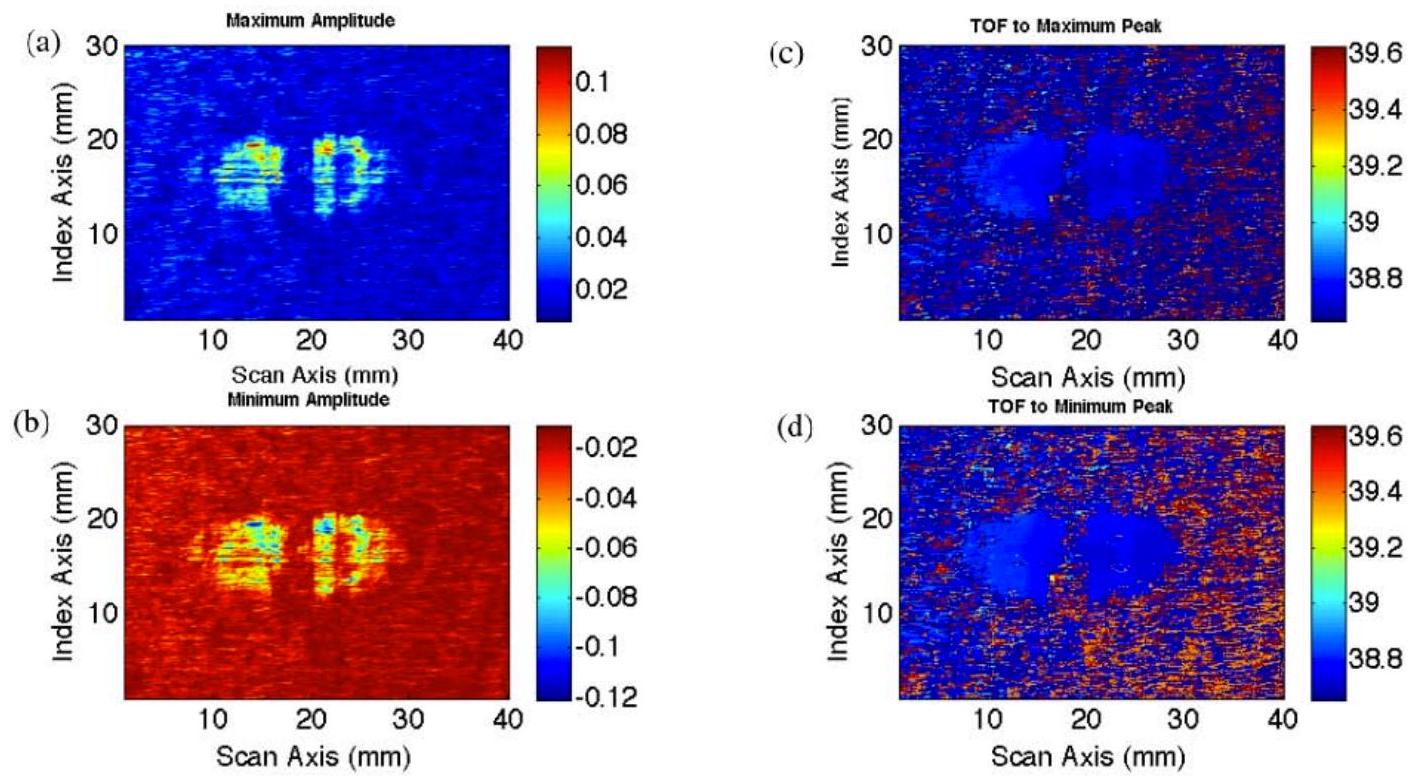 (a)
Maximum Amplitude
30
20
10
Index Axis (mm)
10 20 30 40
Scan Axis (mm)
0.1
0.08
0.06
0.04
0.02
(b)
Minimum Amplitude
30
20
10
Index Axis (mm)
10 20 30 40
Scan Axis (mm)
-0.02
-0.04
-0.06
-0.08
-0.1
-0.12
(c)
TOF to Maximum Peak
30
20
10
Index Axis (mm)
10 20 30 40
Scan Axis (mm)
39.6
39.4
39.2
39
38.8
(d)
TOF to Minimum Peak
30
20
10
Index Axis (mm)
10 20 30 40
Scan Axis (mm)
39.6
39.4
39.2
39
38.8